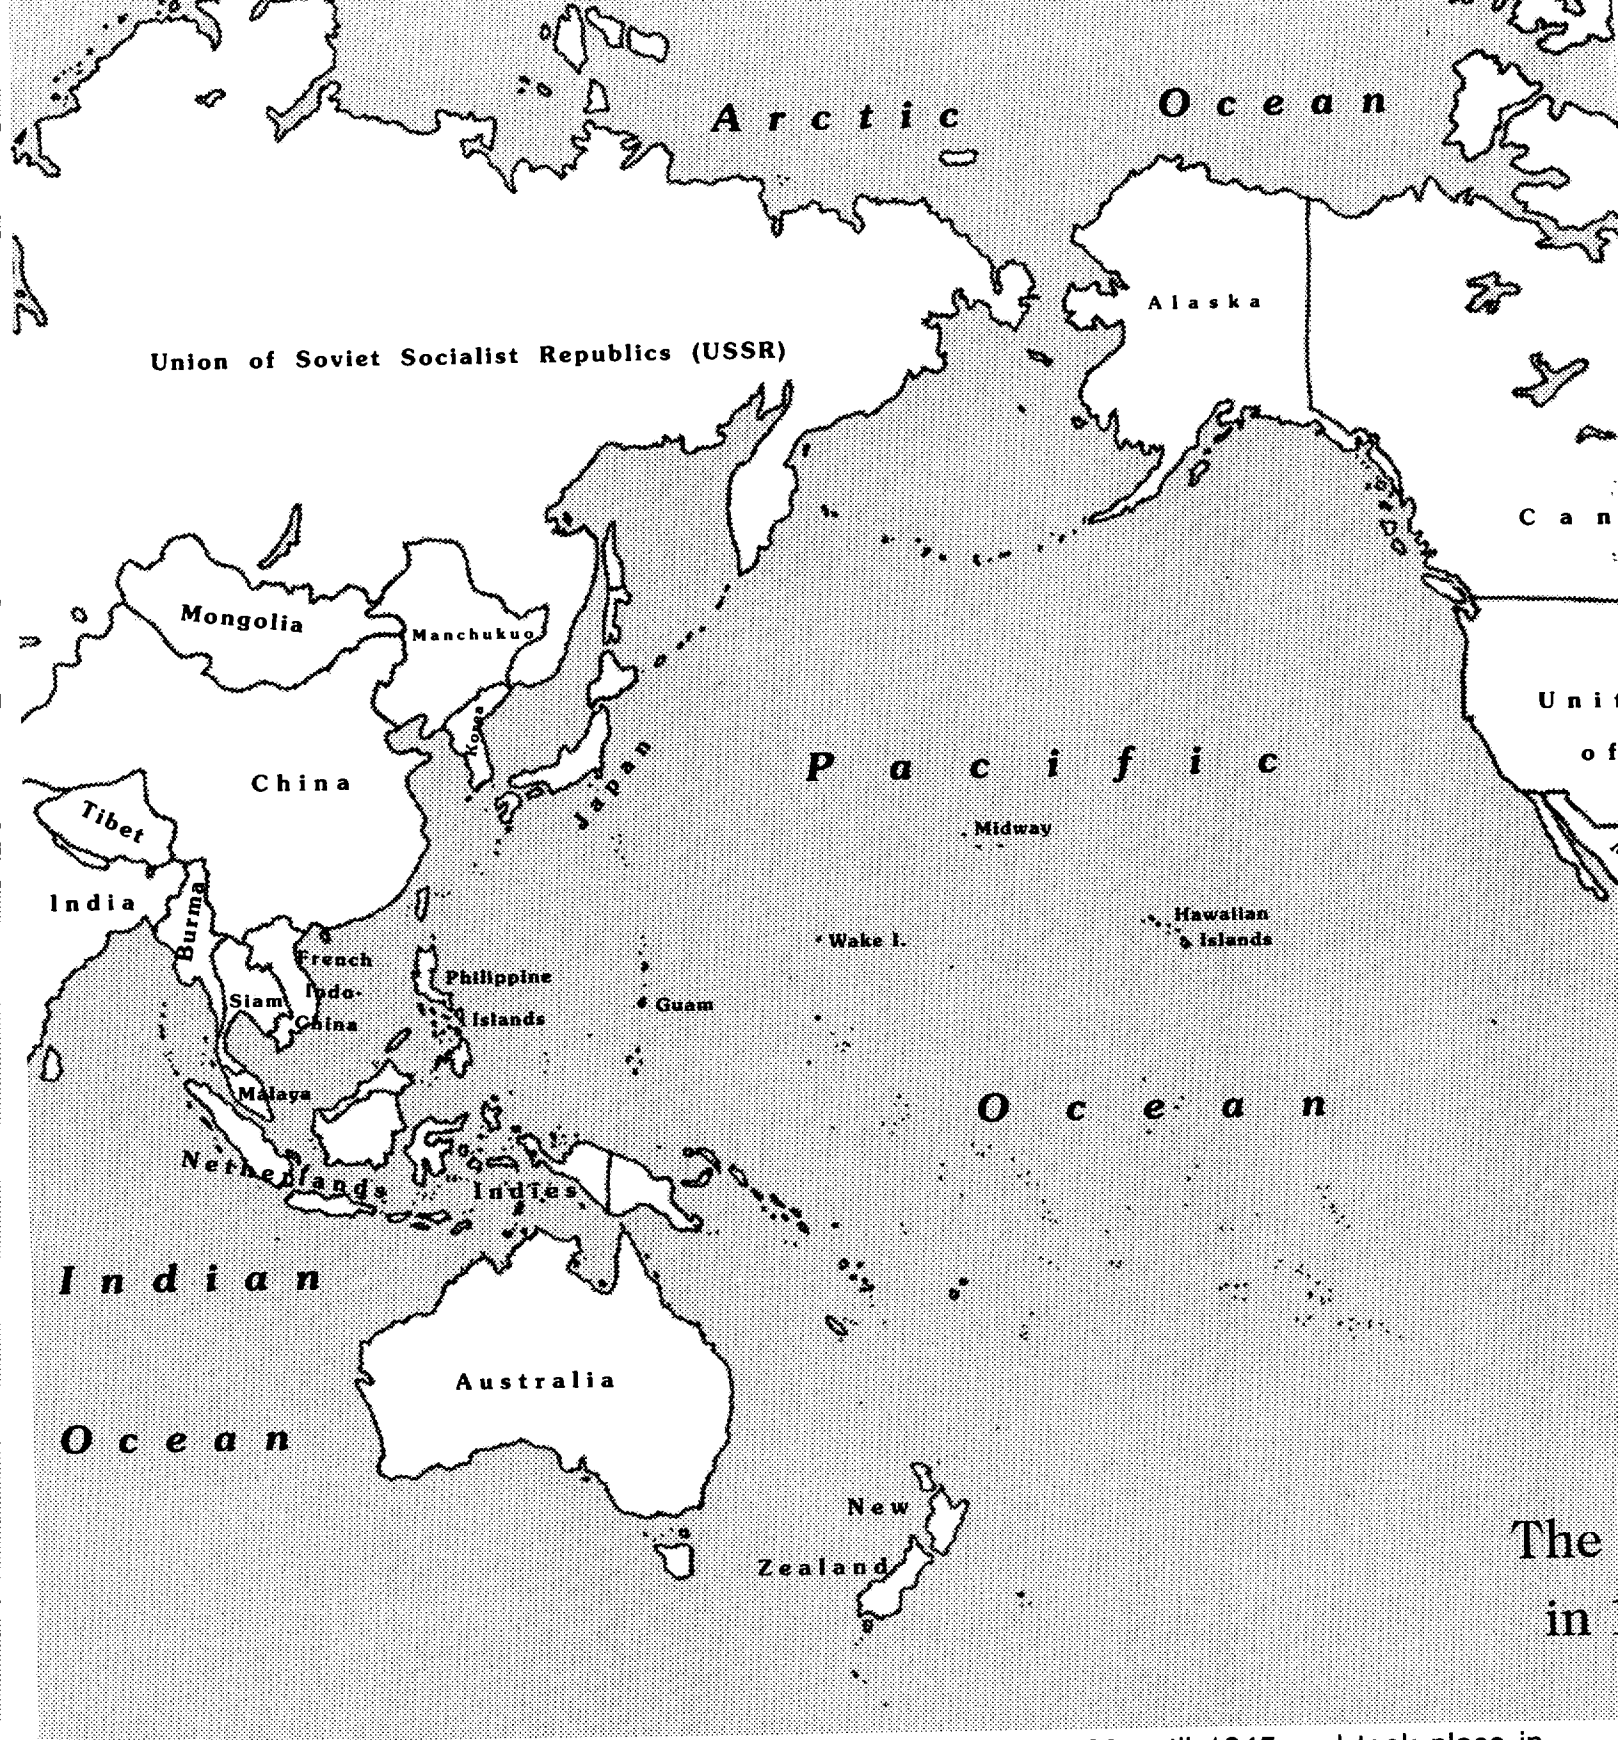 Arctic Ocean
Alaska
Union of Soviet Socialist Republics (USSR)
Can
Mongolia
Manchukuo
Unit
of
Korea
Japan
China
Pacific
Tibet
Midway
India
Burma
Hawaiian
Islands
Wake I.
French
Indo-
China
Siam
Philippine
Islands
Guam
Malaya
Ocean
Netherlands Indies
Indian
Australia
Ocean
New
Zealand
The
in